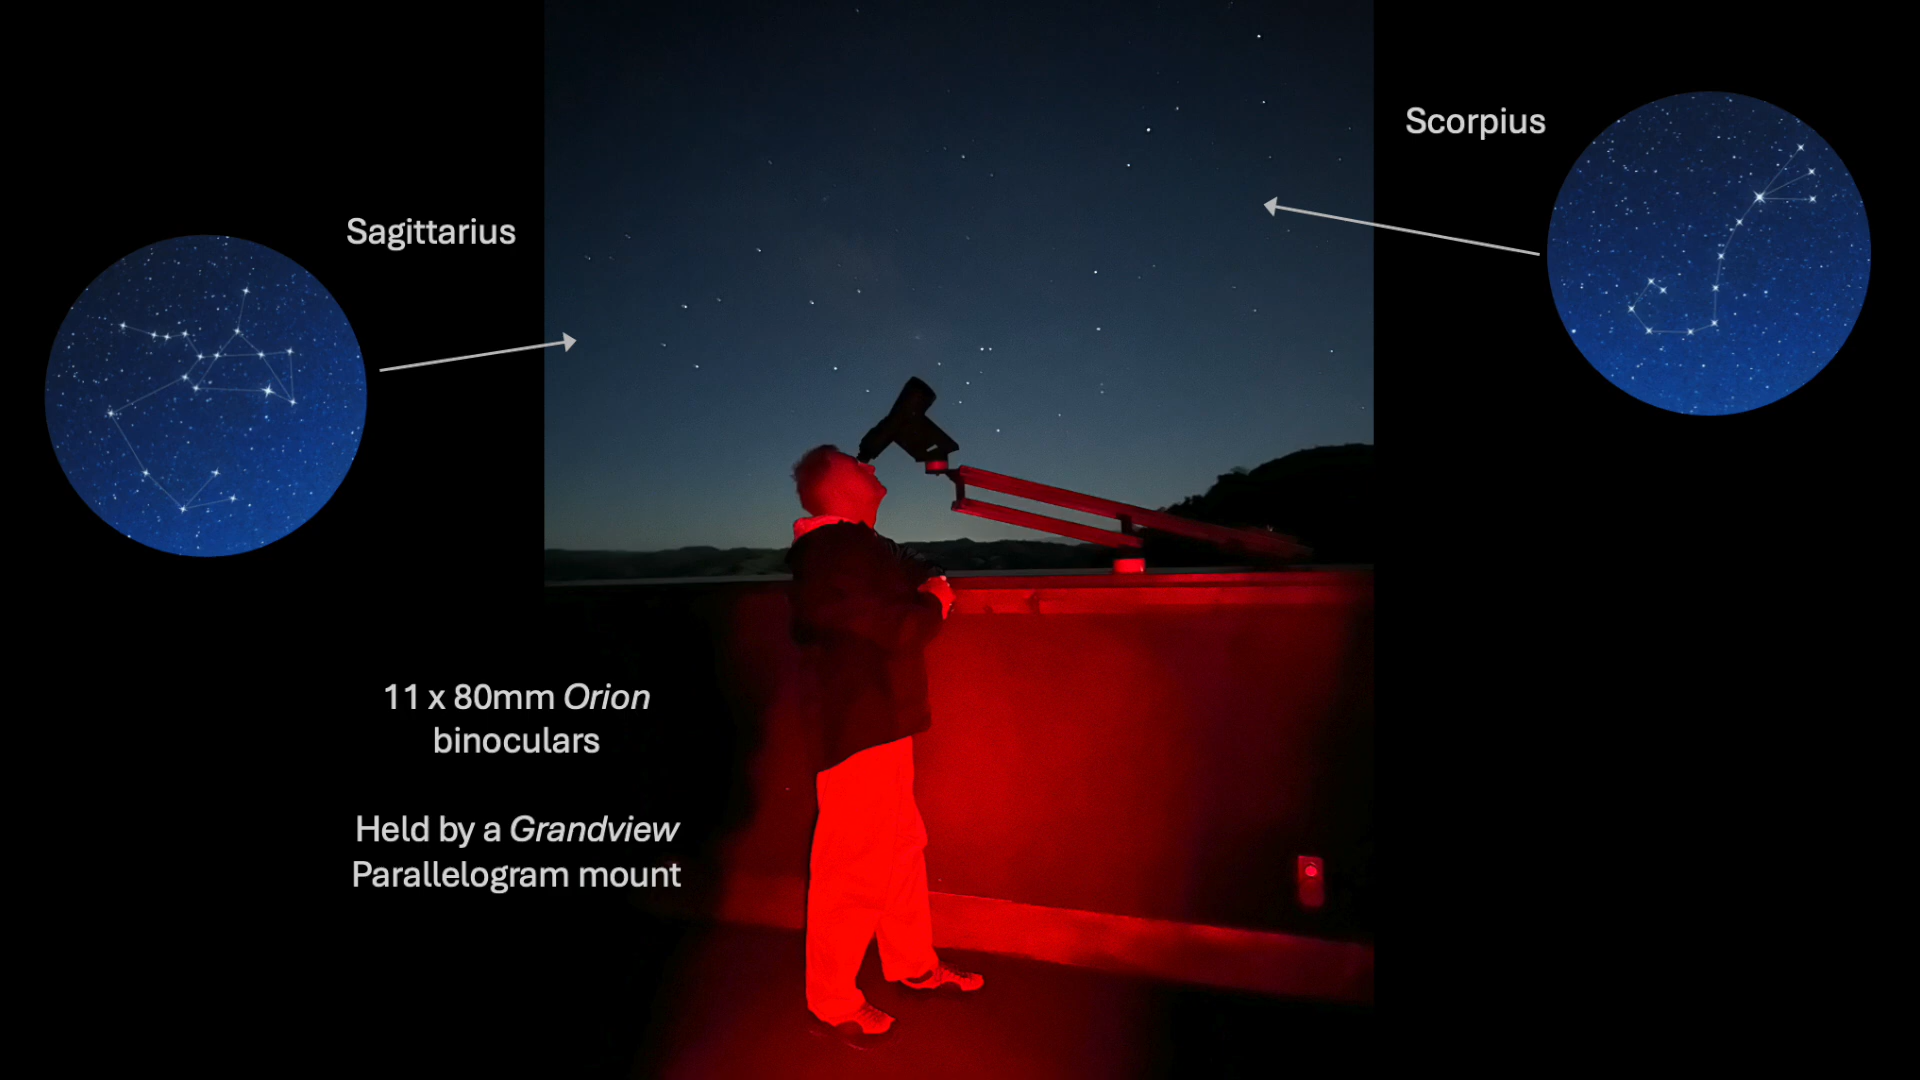 Scorpius
Sagittarius
11 x 80mm Orion
binoculars
Held by a Grandview
Parallelogram mount